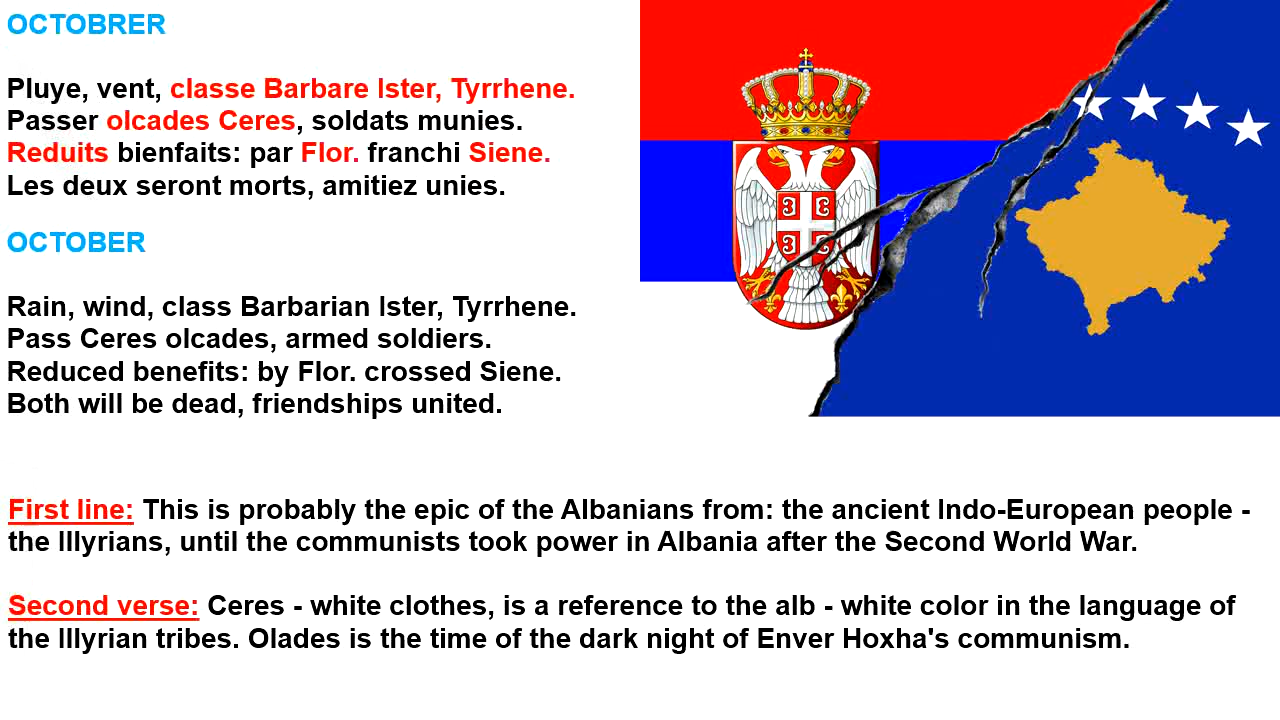 OCTOBRER
Pluye, vent, classe Barbare Ister, Tyrrhene.
Passer olcades Ceres, soldats munies.
Reduits bienfaits: par Flor. franchi Siene.
Les deux seront morts, amitiez unies.
OCTOBER
Rain, wind, class Barbarian Ister, Tyrrhene.
Pass Ceres olcades, armed soldiers.
Reduced benefits: by Flor. crossed Siene.
Both will be dead, friendships united.
First line: This is probably the epic of the Albanians from: the ancient Indo-European people -
the Illyrians, until the communists took power in Albania after the Second World War.
Second verse: Ceres - white clothes, is a reference to the alb - white color in the language of
the Illyrian tribes. Olades is the time of the dark night of Enver Hoxha's communism.